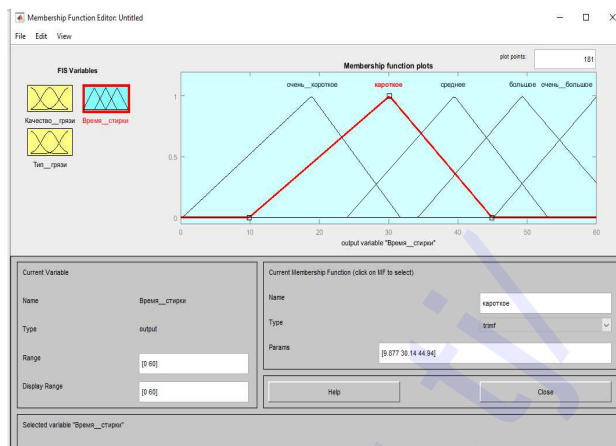 Membership Function Editor: Untitled
File Edit View
FIS Variables
Качество__грязи
Время__стирки
Тип__грязи
plot points:
181
Membership function plots
очень__короткое
кароткое
среднее
большое
очень__большое
1
0.5
0
0 10 20 30 40 50 60
output variable "Время__стирки"
Current Variable
Name Время__стирки
Type output
Range [0 60]
Display Range [0 60]
Current Membership Function (click on MF to select)
Name кароткое
Type trimf
Params [9.877 30.14 44.94]
Help Close
Selected variable "Время__стирки"